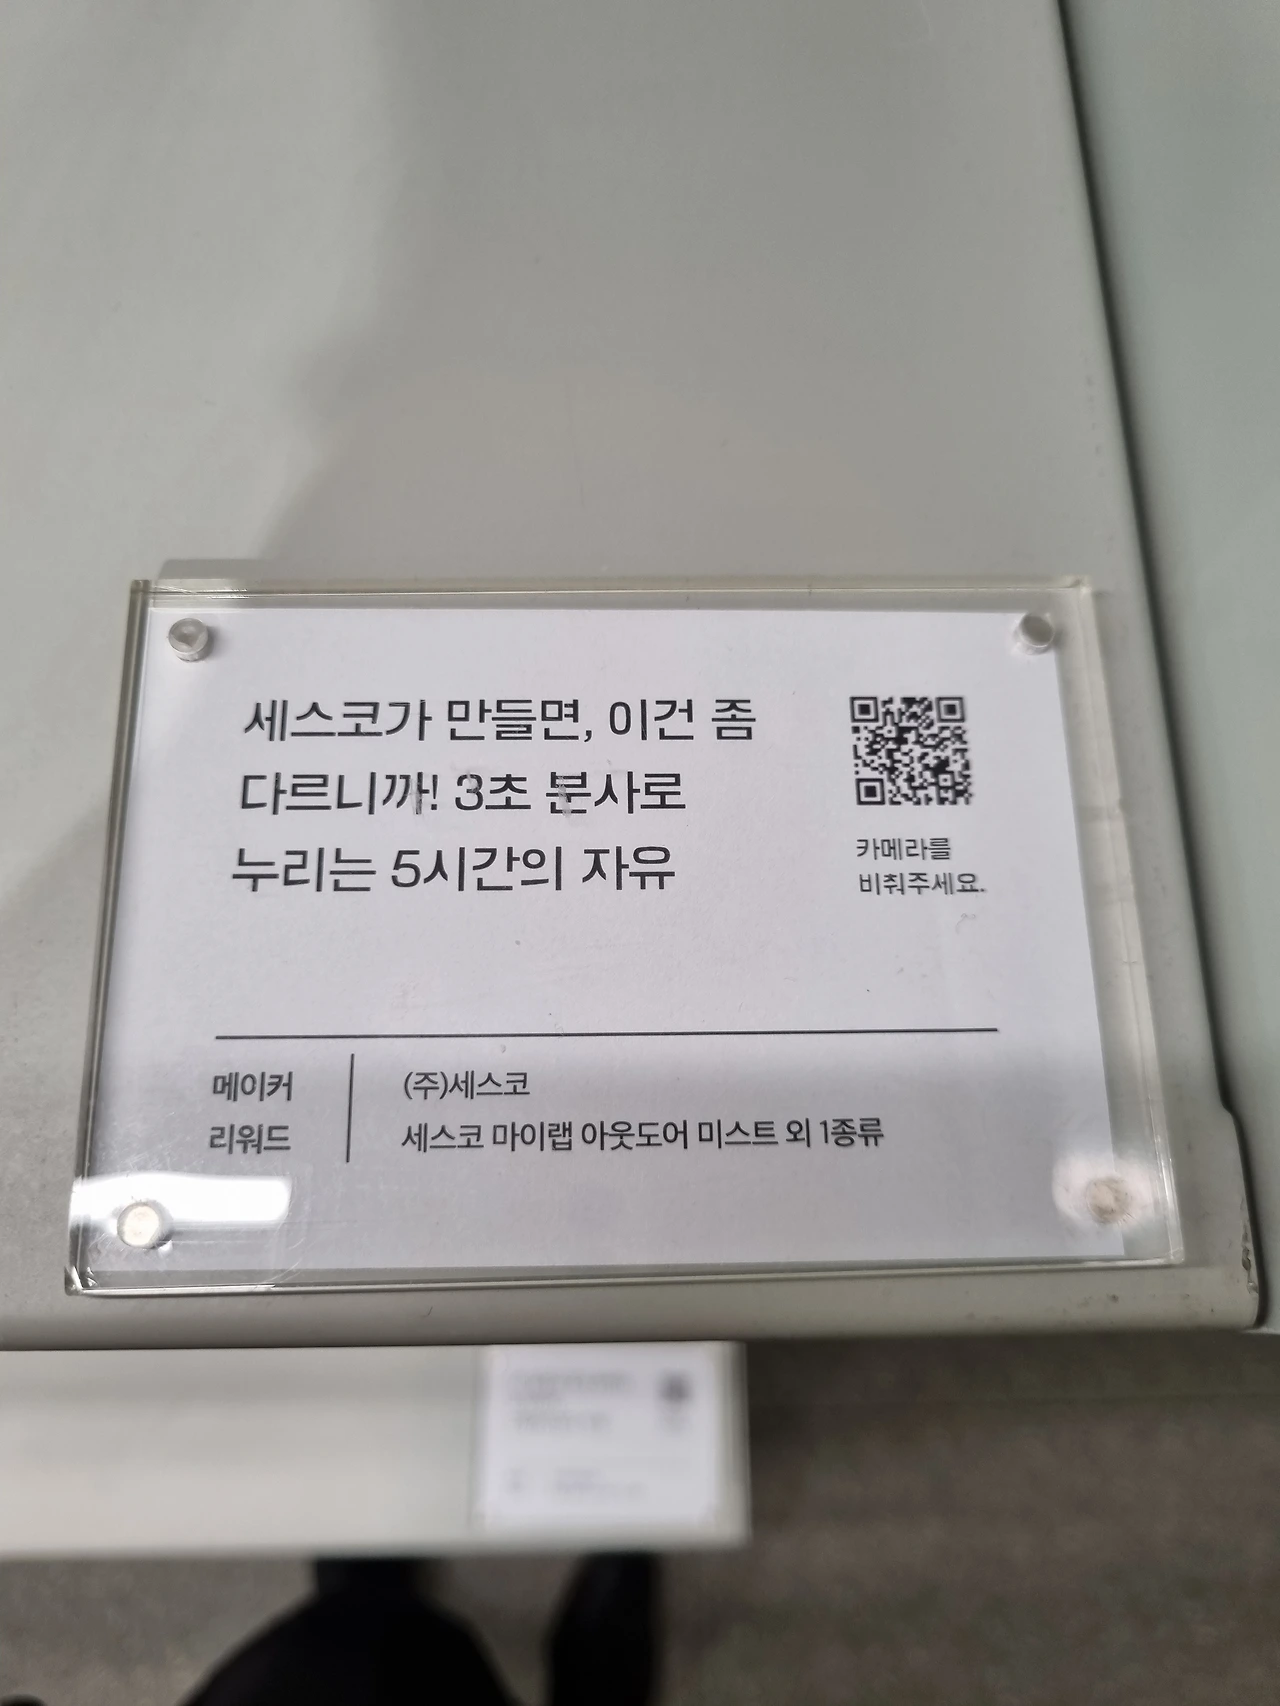 세스코가 만들면, 이건 좀
다르니까! 3초 분사로
누리는 5시간의 자유
카메라를
비춰주세요.
메이커 (주)세스코
리워드 세스코 마이랩 아웃도어 미스트 외 1종류